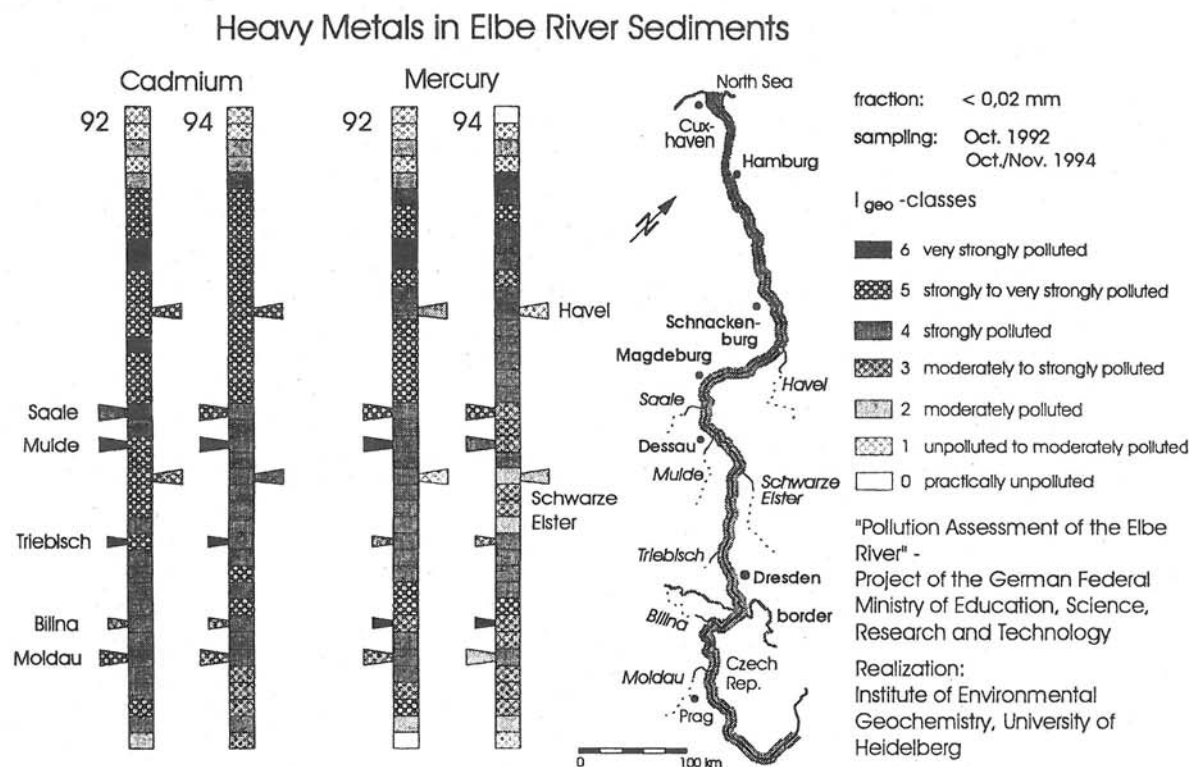 Heavy Metals in Elbe River Sediments
Cadmium
Mercury
92
94
92
94
Havel
Saale
Mulde
Schwarze
Elster
Triebisch
Bilina
Moldau
North Sea
Cux-
haven
Hamburg
N
Schnacken-
burg
Magdeburg
Havel
Saale
Dessau
Mulde
Schwarze
Elster
Triebisch
Dresden
border
Bilina
Czech
Rep.
Moldau
Prag
0
100 km
fraction: < 0,02 mm
sampling: Oct. 1992
Oct./Nov. 1994
I geo -classes
6 very strongly polluted
5 strongly to very strongly polluted
4 strongly polluted
3 moderately to strongly polluted
2 moderately polluted
1 unpolluted to moderately polluted
0 practically unpolluted
"Pollution Assessment of the Elbe
River" -
Project of the German Federal
Ministry of Education, Science,
Research and Technology
Realization:
Institute of Environmental
Geochemistry, University of
Heidelberg